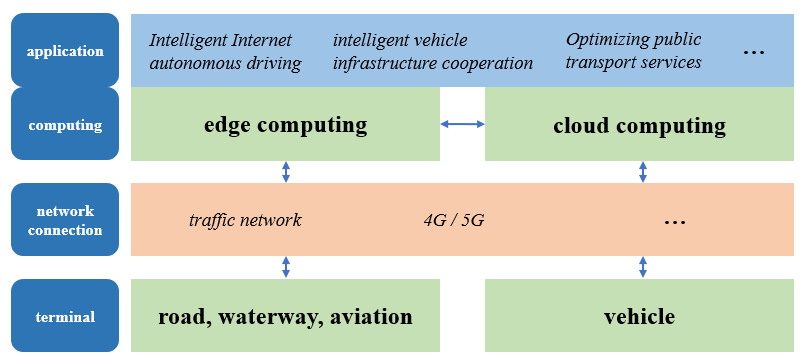 application
Intelligent Internet
autonomous driving
intelligent vehicle
infrastructure cooperation
Optimizing public
transport services
...
computing
edge computing
cloud computing
network
connection
traffic network
4G / 5G
...
terminal
road, waterway, aviation
vehicle